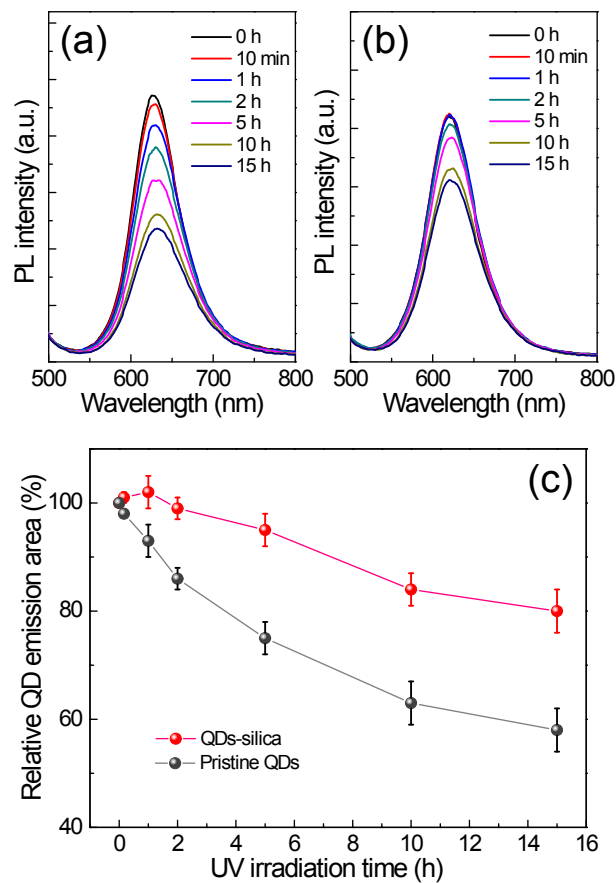 (a)
0 h
10 min
1 h
2 h
5 h
10 h
15 h
PL intensity (a.u.)
500 600 700 800
Wavelength (nm)
(b)
0 h
10 min
1 h
2 h
5 h
10 h
15 h
PL intensity (a.u.)
500 600 700 800
Wavelength (nm)
(c)
Relative QD emission area (%)
100
80
60
40
QDs-silica
Pristine QDs
0 2 4 6 8 10 12 14 16
UV irradiation time (h)